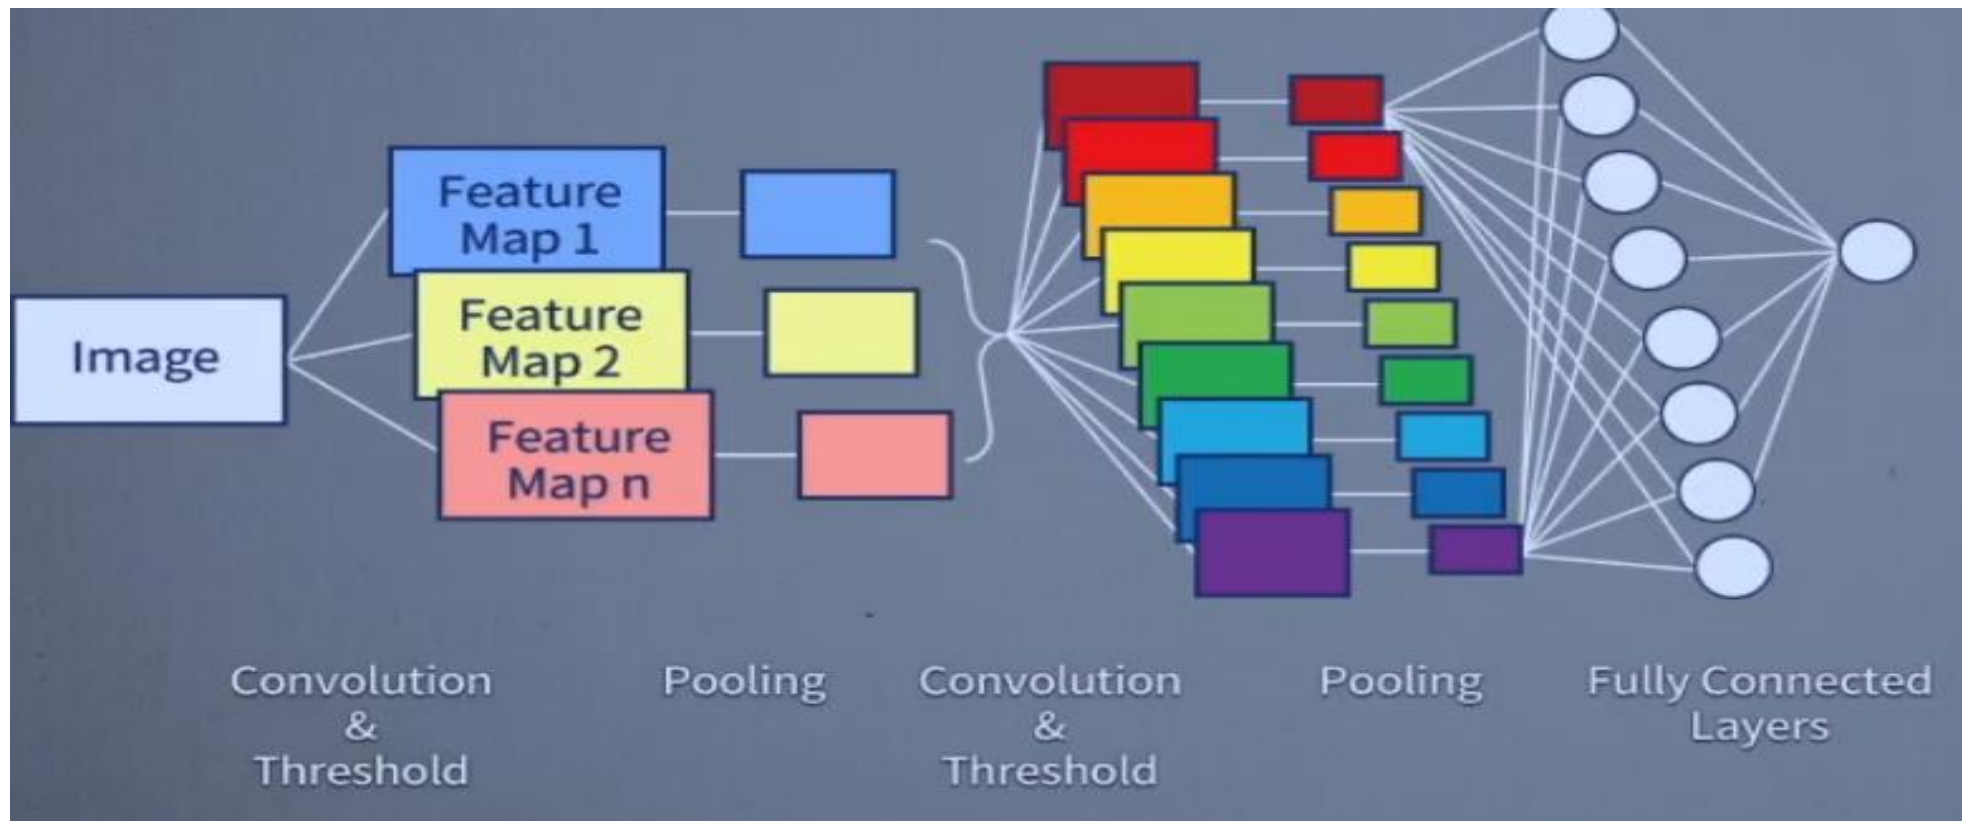 Image
Feature
Map 1
Feature
Map 2
Feature
Map n
Convolution
&
Threshold
Pooling
Convolution
&
Threshold
Pooling
Fully Connected
Layers